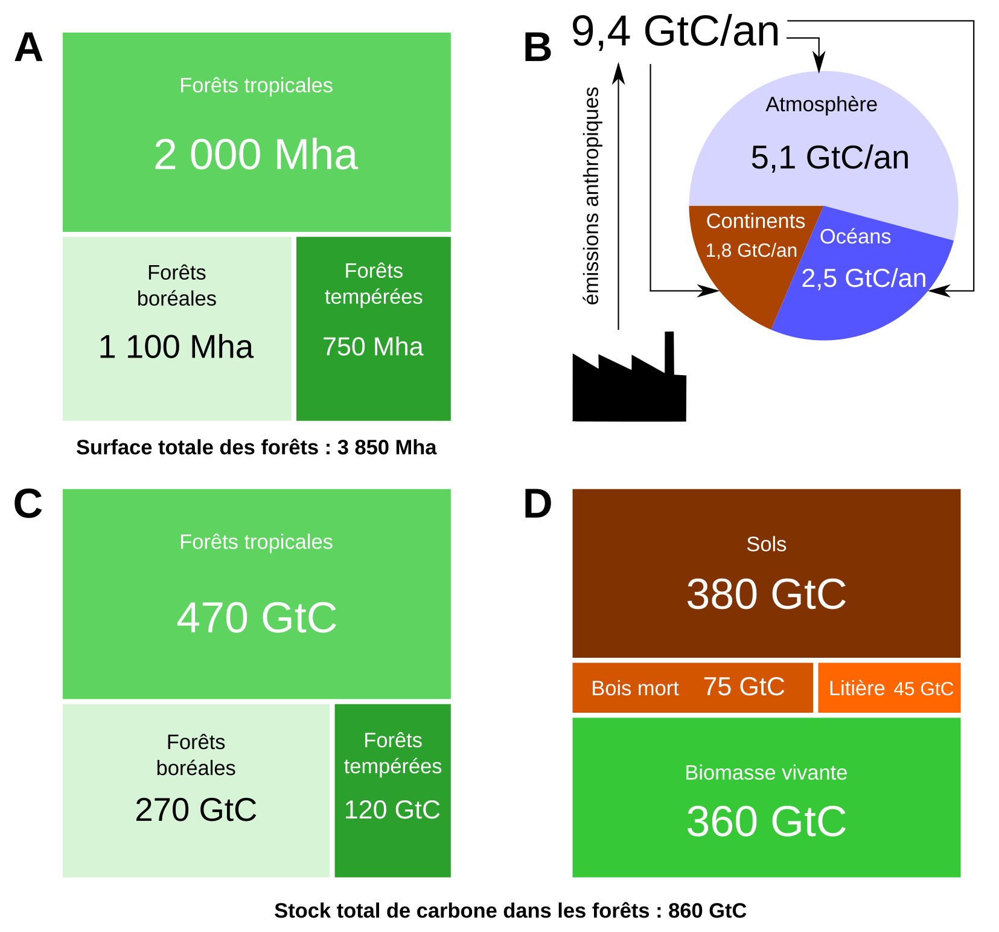 A
Forêts tropicales
2 000 Mha
Forêts
boréales
1 100 Mha
Forêts
tempérées
750 Mha
Surface totale des forêts : 3 850 Mha
B
9,4 GtC/an
émissions anthropiques
Atmosphère
5,1 GtC/an
Continents
1,8 GtC/an
Océans
2,5 GtC/an
C
Forêts tropicales
470 GtC
Forêts
boréales
270 GtC
Forêts
tempérées
120 GtC
D
Sols
380 GtC
Bois mort 75 GtC
Litière 45 GtC
Biomasse vivante
360 GtC
Stock total de carbone dans les forêts : 860 GtC